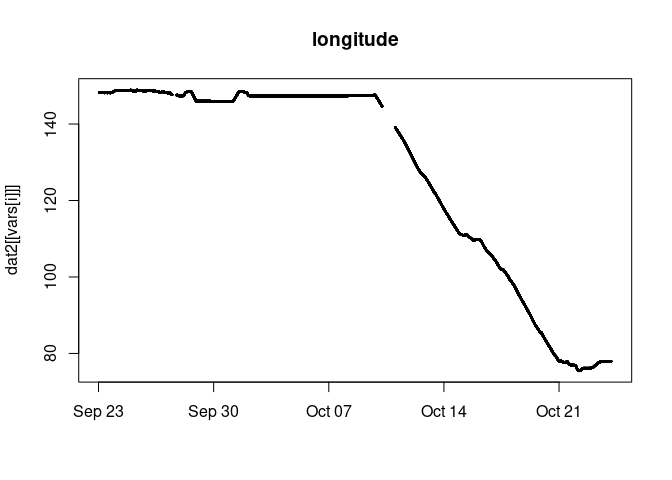 longitude
dat2[[vars[i]]]
140
120
100
80
Sep 23
Sep 30
Oct 07
Oct 14
Oct 21